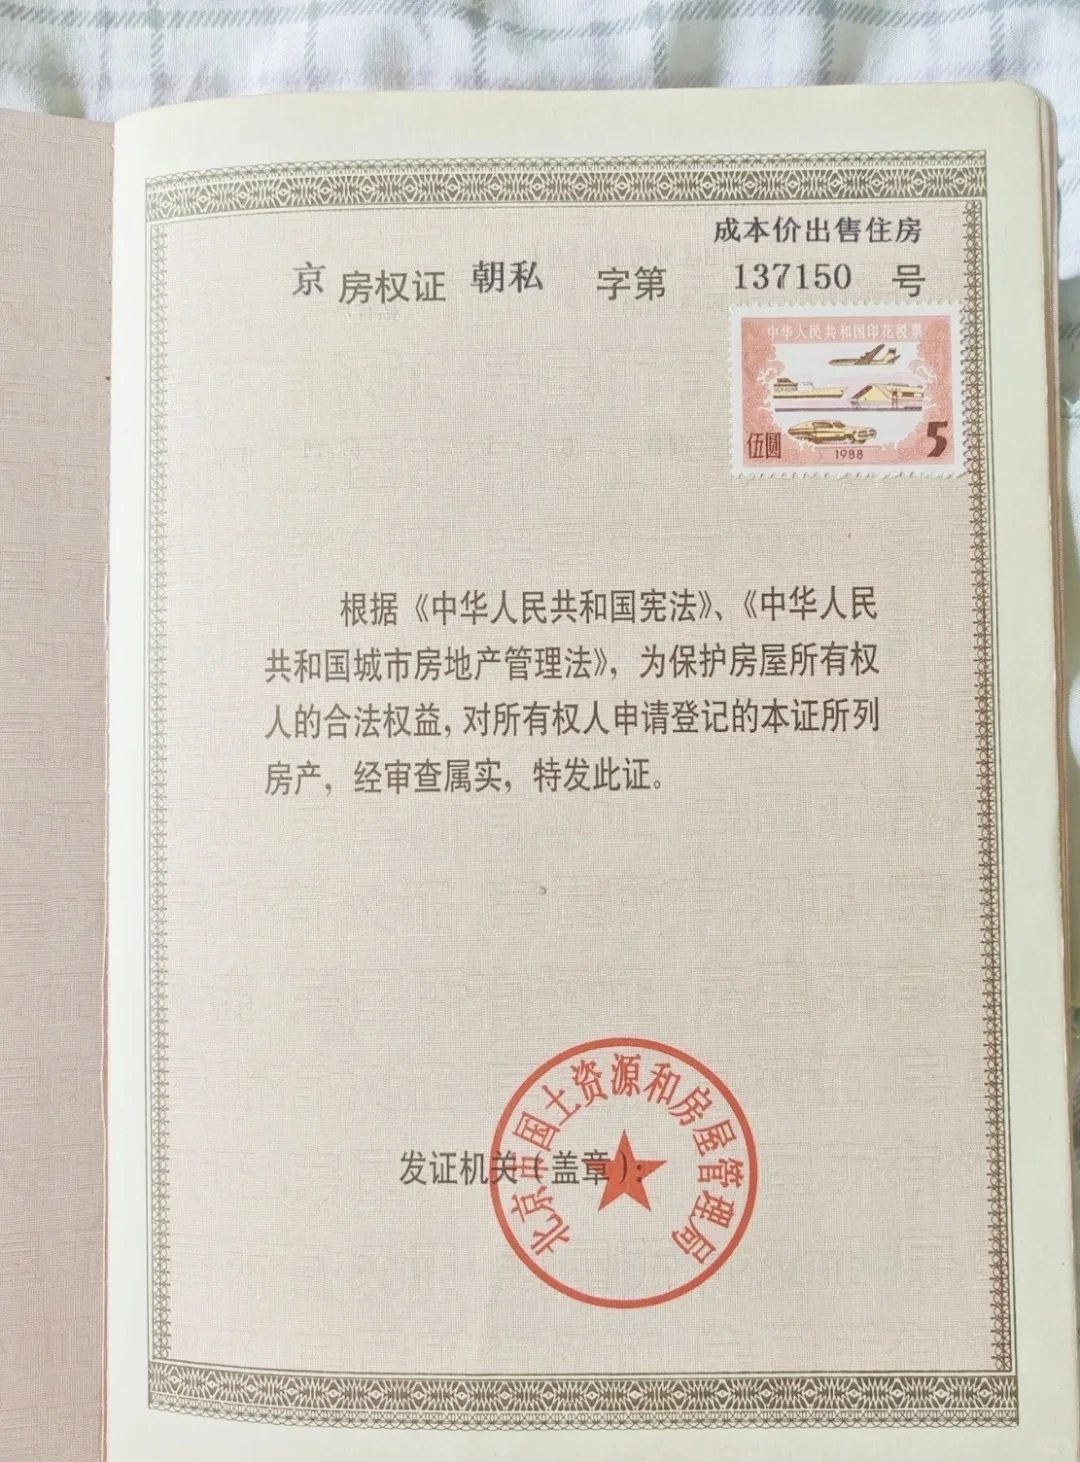 成本价出售住房
京房权证 朝私 字第 137150 号
中华人民共和国印花税票
伍圆 1988 5
根据《中华人民共和国宪法》、《中华人民
共和国城市房地产管理法》，为保护房屋所有权
人的合法权益，对所有权人申请登记的本证所列
房产，经审查属实，特发此证。
发证机关（盖章）：
北京市国土资源和房屋管理局